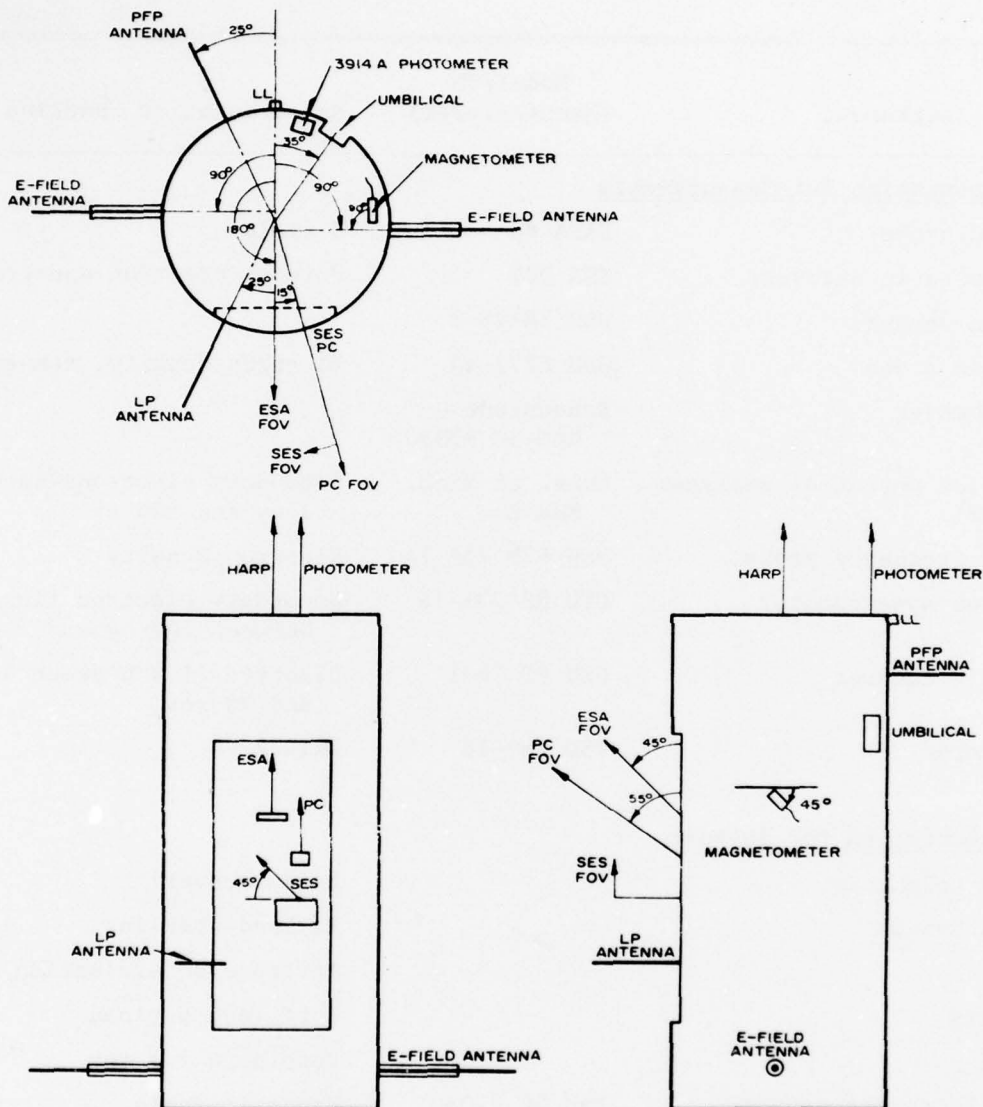 PFP
ANTENNA
25°
3914 A PHOTOMETER
LL
UMBILICAL
35°
MAGNETOMETER
90°
90°
90°
E-FIELD
ANTENNA
E-FIELD ANTENNA
180°
25°
15°
SES
PC
LP
ANTENNA
ESA
FOV
SES
FOV
PC FOV
HARP
PHOTOMETER
ESA
PC
45°
SES
LP
ANTENNA
E-FIELD ANTENNA
HARP
PHOTOMETER
LL
PFP
ANTENNA
UMBILICAL
ESA
FOV
45°
PC
FOV
55°
45°
MAGNETOMETER
SES
FOV
LP
ANTENNA
E-FIELD
ANTENNA